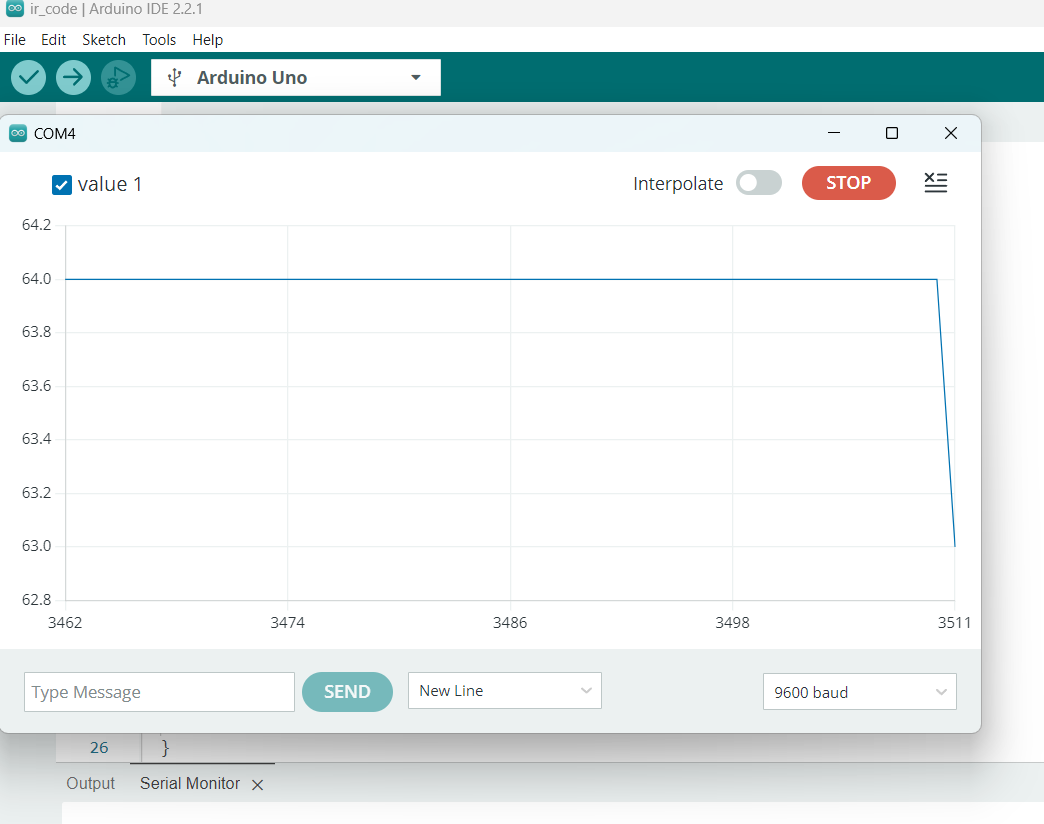 ir_code | Arduino IDE 2.2.1
File Edit Sketch Tools Help
Arduino Uno
COM4
value 1 Interpolate STOP
64.2
64.0
63.8
63.6
63.4
63.2
63.0
62.8
3462 3474 3486 3498 3511
Type Message SEND New Line 9600 baud
26 }
Output Serial Monitor